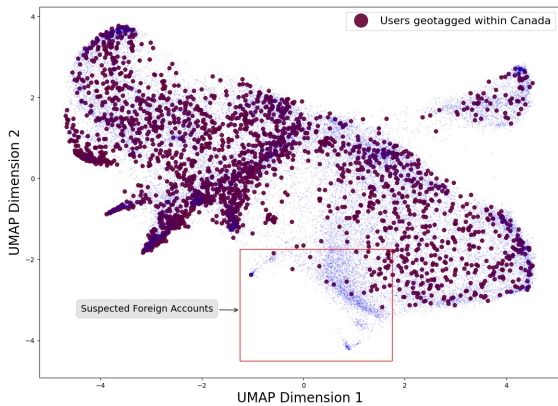 Users geotagged within Canada
4
2
0
−2
−4
UMAP Dimension 2
Suspected Foreign Accounts
−4
−2
0
2
4
UMAP Dimension 1